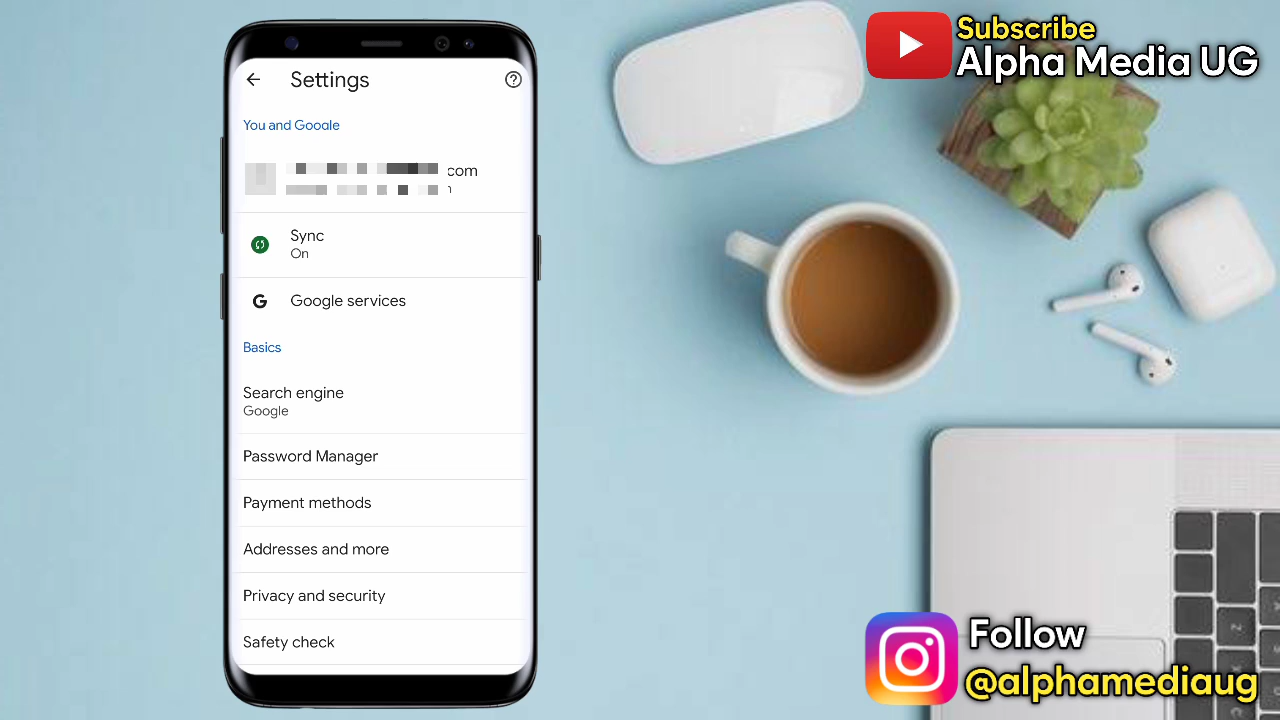 Settings
You and Google
com
Sync
On
Google services
Basics
Search engine
Google
Password Manager
Payment methods
Addresses and more
Privacy and security
Safety check
Subscribe
Alpha Media UG
Follow
@alphamediaug